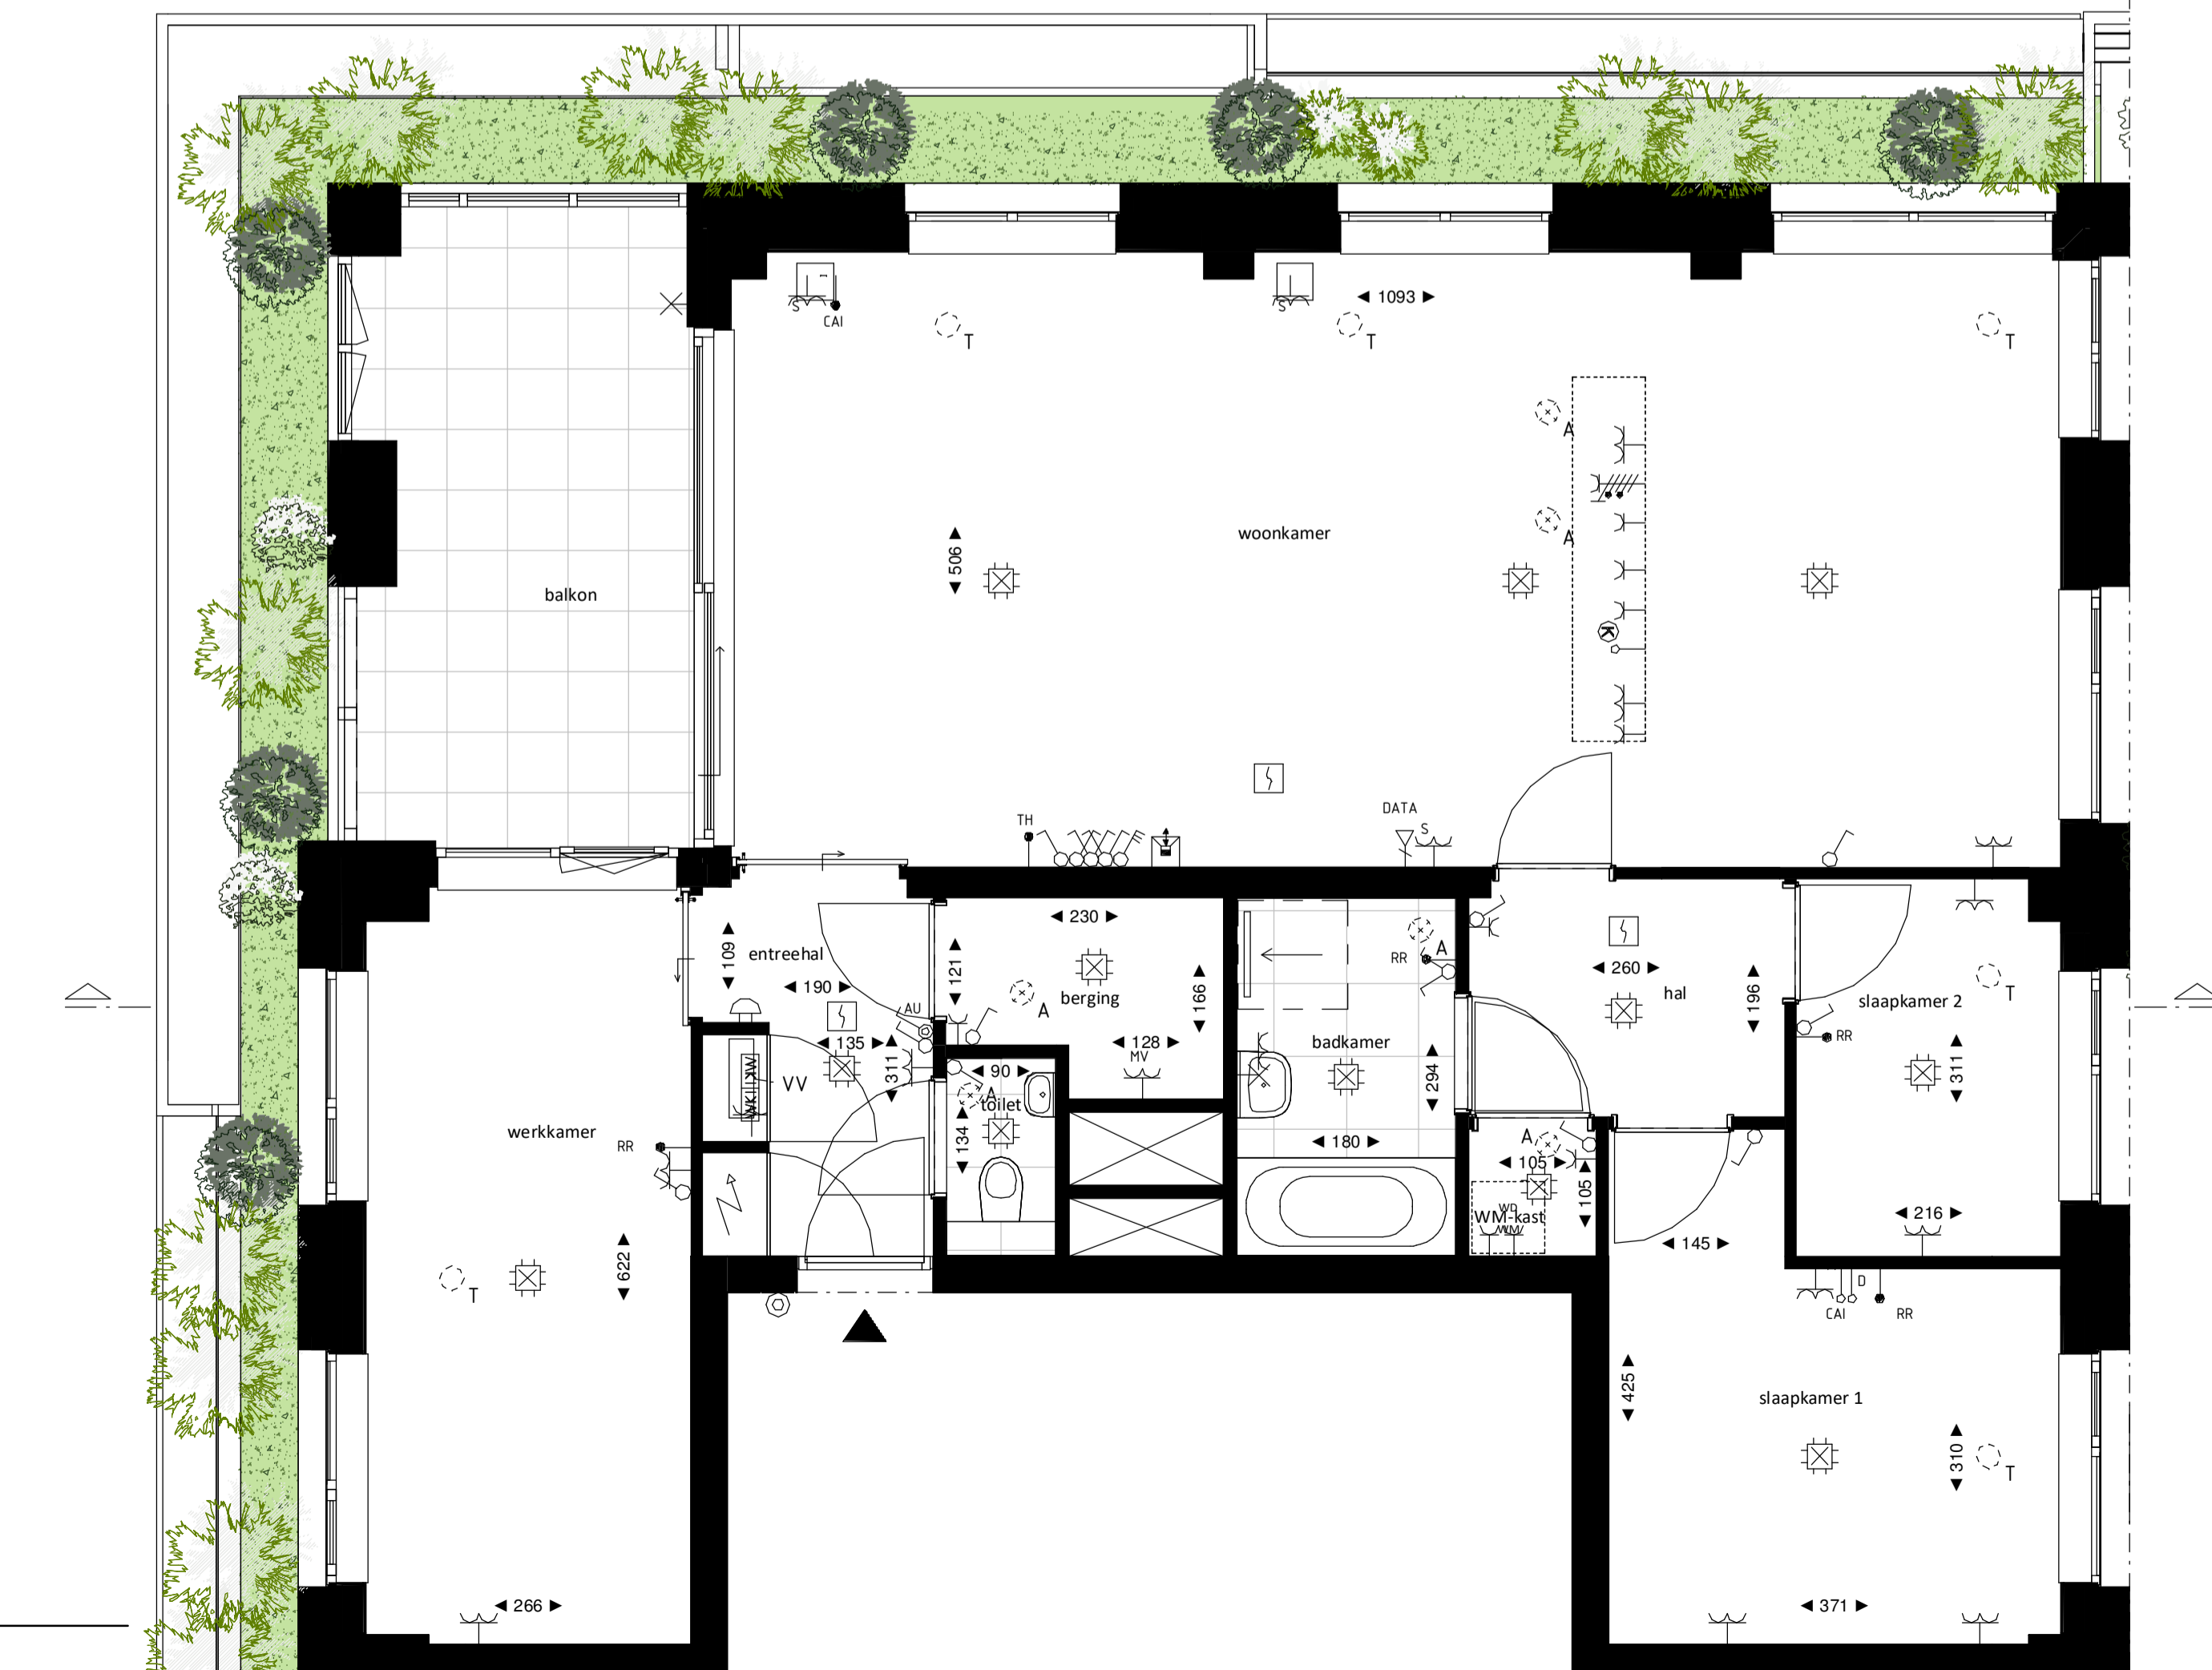 S
CAI
S
◄ 1093 ►
T
T
T
A
A
woonkamer
◄ 506 ►
balkon
K
TH
DATA
S
◄ 230 ►
◄ 109 ►
entreehal
◄ 121 ►
◄ 190 ►
berging
◄ 166 ►
A
AU
◄ 135 ►
◄ 311 ►
◄ 128 ►
MV
A
RR
badkamer
◄ 294 ►
◄ 180 ►
◄ 260 ►
hal
◄ 196 ►
slaapkamer 2
T
RR
◄ 311 ►
◄ 216 ►
VV
◄ 90 ►
A
toilet
◄ 134 ►
werkkamer
RR
A
◄ 105 ►
◄ 105 ►
WD
WM-kast
WM
◄ 145 ►
◄ 622 ►
T
D
CAI
RR
◄ 425 ►
slaapkamer 1
◄ 310 ►
T
◄ 266 ►
◄ 371 ►